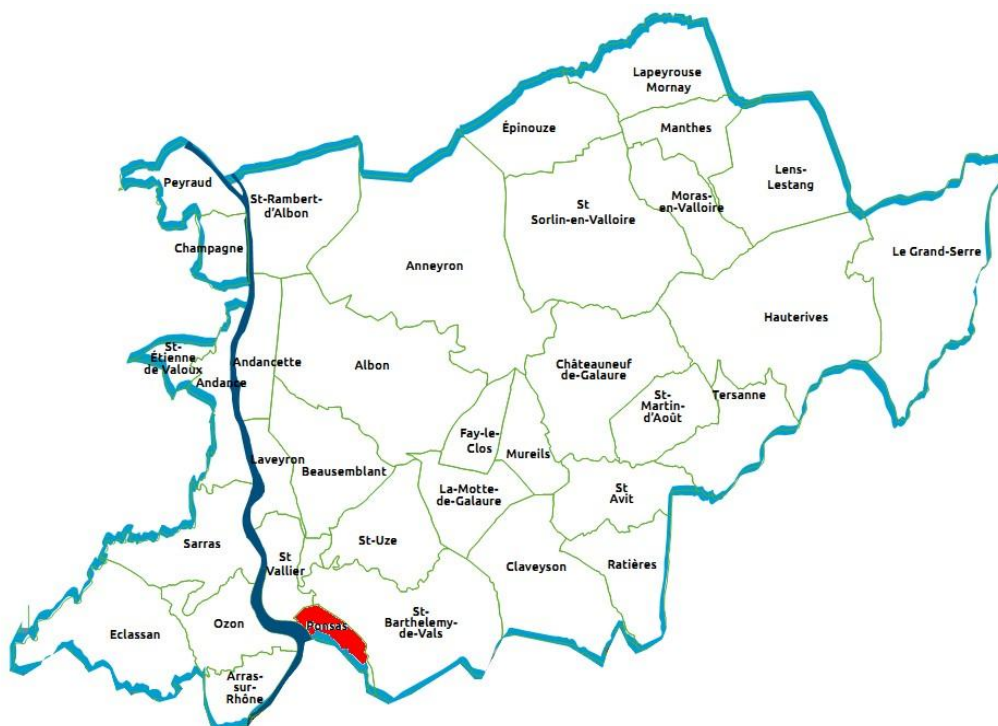 Lapeyrouse
Mornay
Épinouze
Manthes
Peyraud
Lens-
Lestang
St-Rambert-
d'Albon
St
Sorlin-en-Valloire
Moras-
en-Valloire
Champagne
Le Grand-Serre
Anneyron
Hauterives
St-
Étienne
de Valoux
Andancette
Andance
Albon
Châteauneuf
de-Galaure
St-
Martin-
d'Août
Tersanne
Fay-le-
Clos
Mureils
Laveyron
Beausemblant
La-Motte-
de-Galaure
St
Avit
Sarras
St
Vallier
St-Uze
Claveyson
Ratières
Eclassan
Ozon
Ponsas
St-
Barthelemy-
de-Vals
Arras-
sur-
Rhône